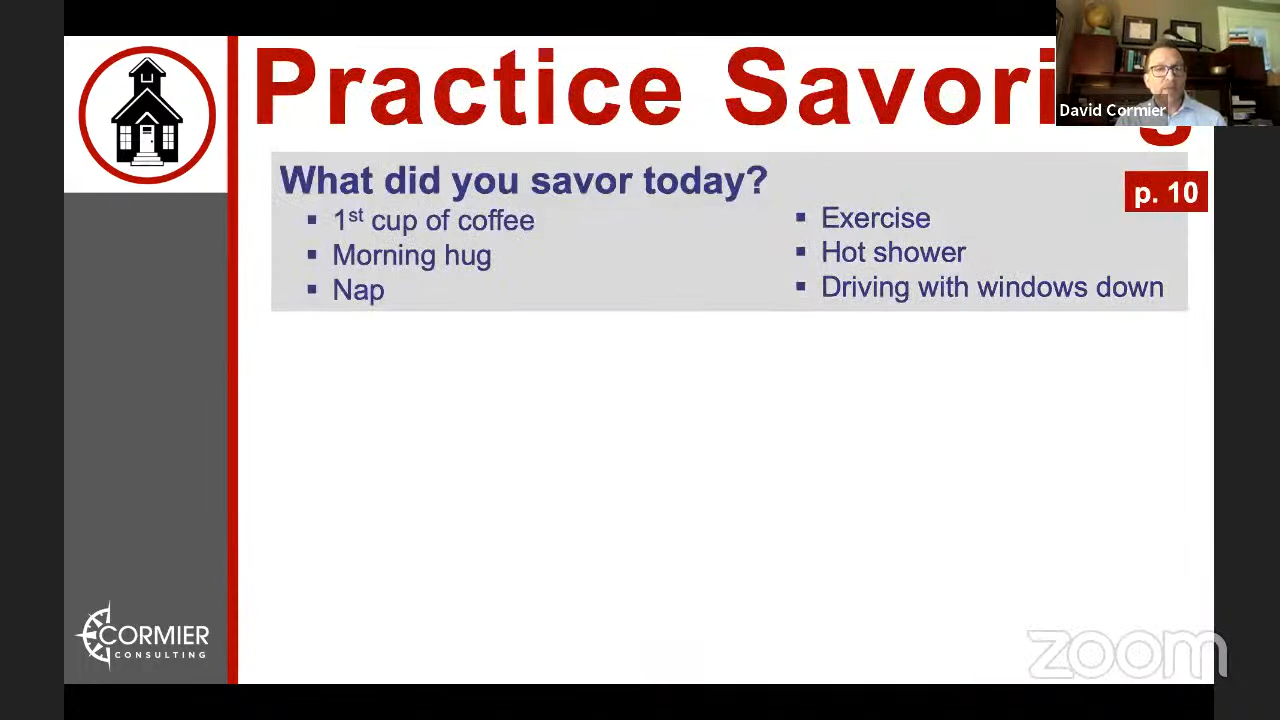 Practice Savori g
David Cormier
What did you savor today?
p. 10
▪ 1st cup of coffee
▪ Morning hug
▪ Nap
▪ Exercise
▪ Hot shower
▪ Driving with windows down
CORMIER
CONSULTING
zoom